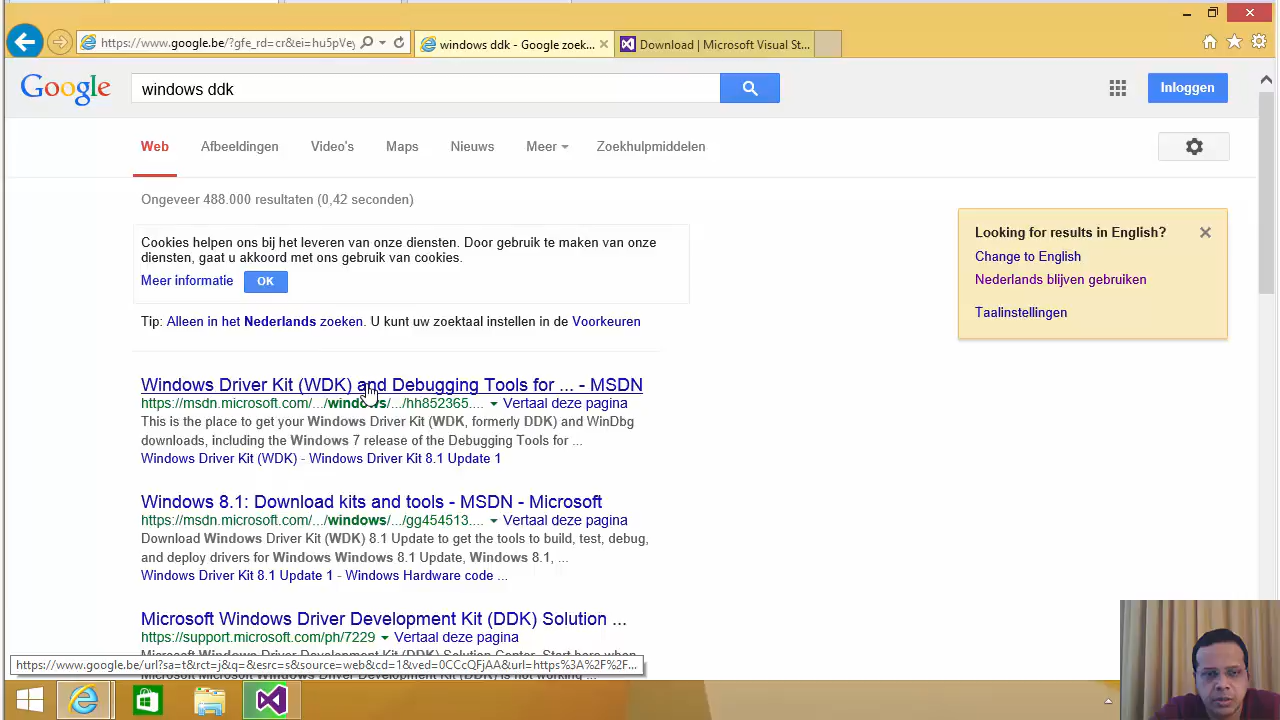 https://www.google.be/?gfe_rd=cr&ei=hu5pVey
windows ddk - Google zoek...
Download | Microsoft Visual St...
Google
windows ddk
Inloggen
Web
Afbeeldingen
Video's
Maps
Nieuws
Meer
Zoekhulpmiddelen
Ongeveer 488.000 resultaten (0,42 seconden)
Cookies helpen ons bij het leveren van onze diensten. Door gebruik te maken van onze
diensten, gaat u akkoord met ons gebruik van cookies.
Meer informatie
OK
Looking for results in English?
Change to English
Nederlands blijven gebruiken
Taalinstellingen
Tip: Alleen in het Nederlands zoeken. U kunt uw zoektaal instellen in de Voorkeuren
Windows Driver Kit (WDK) and Debugging Tools for ... - MSDN
https://msdn.microsoft.com/.../windows/.../hh852365.... Vertaal deze pagina
This is the place to get your Windows Driver Kit (WDK, formerly DDK) and WinDbg
downloads, including the Windows 7 release of the Debugging Tools for ...
Windows Driver Kit (WDK) - Windows Driver Kit 8.1 Update 1
Windows 8.1: Download kits and tools - MSDN - Microsoft
https://msdn.microsoft.com/.../windows/.../gg454513.... Vertaal deze pagina
Download Windows Driver Kit (WDK) 8.1 Update to get the tools to build, test, debug,
and deploy drivers for Windows Windows 8.1 Update, Windows 8.1, ...
Windows Driver Kit 8.1 Update 1 - Windows Hardware code ...
Microsoft Windows Driver Development Kit (DDK) Solution ...
https://support.microsoft.com/ph/7229 Vertaal deze pagina
https://www.google.be/url?sa=t&rct=j&q=&esrc=s&source=web&cd=1&ved=0CCcQFjAA&url=https%3A%2F%2F...